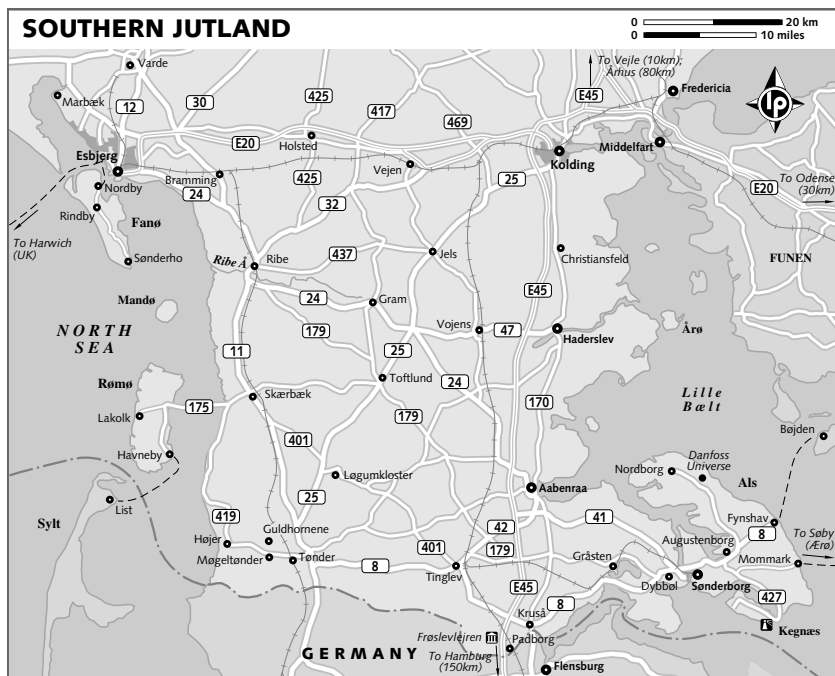 SOUTHERN JUTLAND
0 20 km
0 10 miles
To Vejle (10km);
Århus (80km)
Varde
Marbæk
Fredericia
lp
12
30
425
417
469
E45
E20
Holsted
Esbjerg
Kolding
Middelfart
Nordby
Bramming
Vejen
To Odense
(30km)
E20
24
425
25
Rindby
32
Fanø
To Harwich
(UK)
Sønderho
Ribe Å
Ribe
437
Jels
Christiansfeld
FUNEN
Mandø
24
Gram
E45
NORTH
SEA
179
Vojens
47
Haderslev
Årø
11
25
Rømø
Toftlund
24
Skærbæk
Lille
Bælt
Lakolk
175
179
170
401
Bøjden
Havneby
Løgumkloster
Nordborg
Danfoss
Universe
Als
Aabenraa
List
25
Sylt
419
Guldhornene
42
41
Fynshav
8
To Søby
(Ærø)
Højer
Augustenborg
Møgeltønder
Tønder
8
401
179
Gråsten
Mommark
Tinglev
Dybbøl
Sønderborg
E45
8
427
Kruså
Kegnæs
Frøslevlejren
Padborg
GERMANY
To Hamburg
(150km)
Flensburg